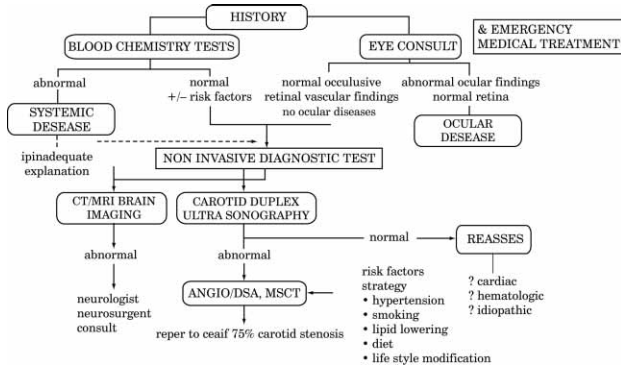 HISTORY
& EMERGENCY
MEDICAL TREATMENT
BLOOD CHEMISTRY TESTS
EYE CONSULT
abnormal
normal
+/− risk factors
normal occulusive
retinal vascular findings
no ocular diseases
abnormal ocular findings
normal retina
SYSTEMIC
DESEASE
OCULAR
DESEASE
ipinadequate
explanation
NON INVASIVE DIAGNOSTIC TEST
CT/MRI BRAIN
IMAGING
CAROTID DUPLEX
ULTRA SONOGRAPHY
normal
REASSES
abnormal
abnormal
? cardiac
? hematologic
? idiopathic
neurologist
neurosurgent
consult
ANGIO/DSA, MSCT
risk factors
strategy
• hypertension
• smoking
• lipid lowering
• diet
• life style modification
reper to ceaif 75% carotid stenosis